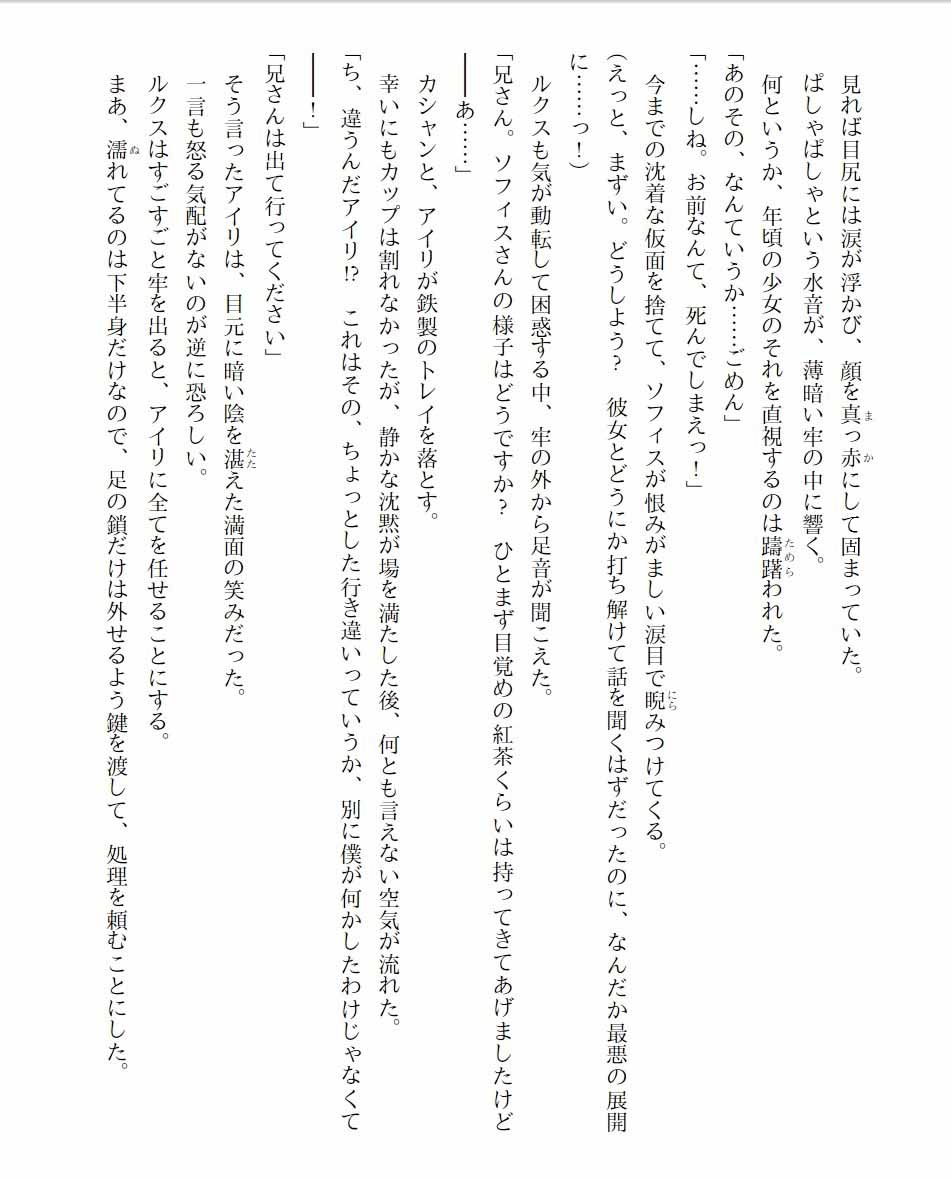 見れば目尻には涙が浮かび、顔を真っ赤にして固まっていた。
ぱしゃぱしゃという水音が、薄暗い牢の中に響く。
何というか、年頃の少女のそれを直視するのは躊躇われた。
「あのその、なんていうか……ごめん」
「……しね。お前なんて、死んでしまえっ！」
今までの沈着な仮面を捨てて、ソフィスが恨みがましい涙目で睨みつけてくる。
（えっと、まずい。どうしよう？　彼女とどうにか打ち解けて話を聞くはずだったのに、なんだか最悪の展開
に……っ！）
ルクスも気が動転して困惑する中、牢の外から足音が聞こえた。
「兄さん。ソフィスさんの様子はどうですか？　ひとまず目覚めの紅茶くらいは持ってきてあげましたけど
――あ……」
カシャンと、アイリが鉄製のトレイを落とす。
幸いにもカップは割れなかったが、静かな沈黙が場を満たした後、何とも言えない空気が流れた。
「ち、違うんだアイリ!?　これはその、ちょっとした行き違いっていうか、別に僕が何かしたわけじゃなくて
――！」
「兄さんは出て行ってください」
そう言ったアイリは、目元に暗い陰を湛えた満面の笑みだった。
一言も怒る気配がないのが逆に恐ろしい。
ルクスはすごすごと牢を出ると、アイリに全てを任せることにする。
まあ、濡れてるのは下半身だけなので、足の鎖だけは外せるよう鍵を渡して、処理を頼むことにした。